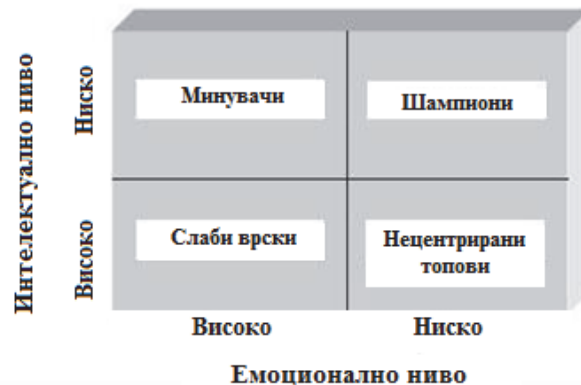 Интелектуално ниво
Ниско
Високо
Минувачи
Шампиони
Слаби врски
Нецентрирани
топови
Високо
Ниско
Емоционално ниво